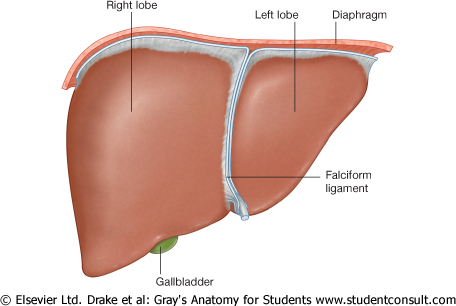 Right lobe
Left lobe
Diaphragm
Falciform
ligament
Gallbladder
© Elsevier Ltd. Drake et al: Gray's Anatomy for Students www.studentconsult.com